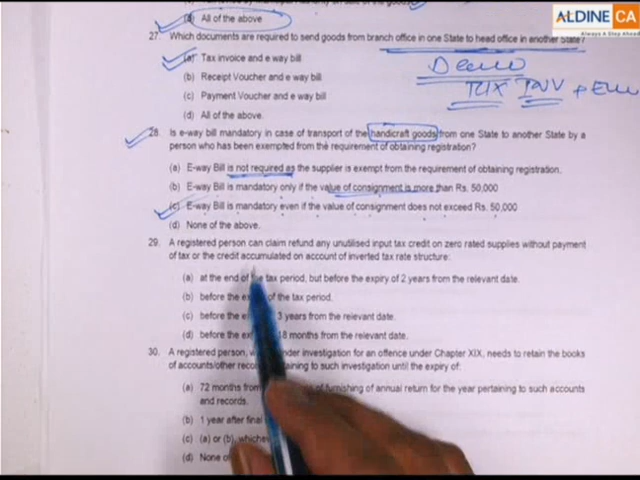 ALDINE CA
Always A Step Ahead
(d) All of the above
27. Which documents are required to send goods from branch office in one State to head office in another State?
(a) Tax invoice and e way bill
(b) Receipt Voucher and e way bill
(c) Payment Voucher and e way bill
(d) All of the above
TAX INV +
28. Is e-way bill mandatory in case of transport of the handicraft goods from one State to another State by a
person who has been exempted from the requirement of obtaining registration?
(a) E-way Bill is not required as the supplier is exempt from the requirement of obtaining registration.
(b) E-way Bill is mandatory only if the value of consignment is more than Rs. 50,000
(c) E-way Bill is mandatory even if the value of consignment does not exceed Rs. 50,000
(d) None of the above.
29. A registered person can claim refund any unutilised input tax credit on zero rated supplies without payment
of tax or the credit accumulated on account of inverted tax rate structure:
(a) at the end of the tax period, but before the expiry of 2 years from the relevant date.
(b) before the of the tax period.
(c) before the 3 years from the relevant date.
(d) before the 18 months from the relevant date.
30. A registered person, under investigation for an offence under Chapter XIX, needs to retain the books
of accounts/other to such investigation until the expiry of:
(a) 72 months from of furnishing of annual return for the year pertaining to such accounts
and records.
(b) 1 year after final
(c) (a) or (b),
(d)